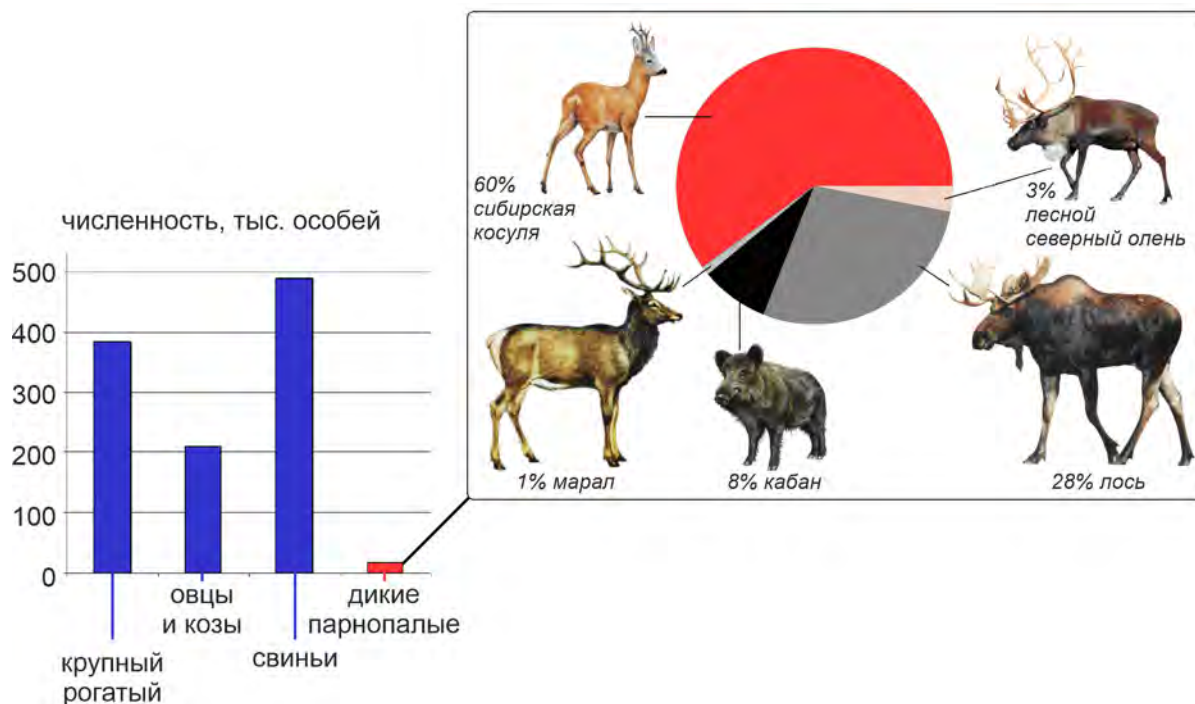 60%
сибирская
косуля
3%
лесной
северный олень
1% марал
8% кабан
28% лось
численность, тыс. особей
500
400
300
200
100
0
овцы
и козы
дикие
парнопалые
крупный
рогатый
свиньи